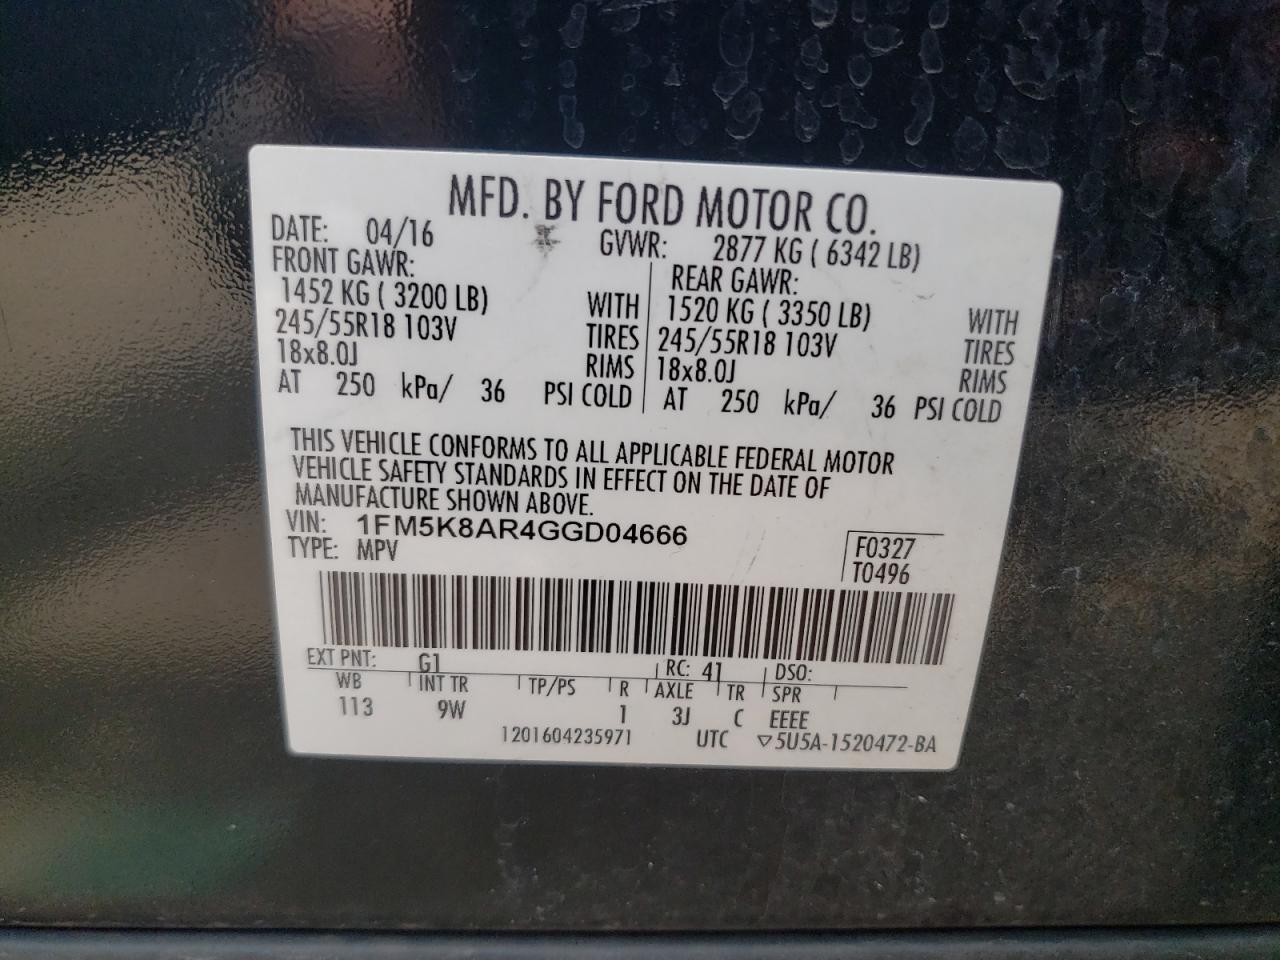 MFD. BY FORD MOTOR CO.
DATE: 04/16 GVWR: 2877 KG ( 6342 LB)
FRONT GAWR: REAR GAWR:
1452 KG ( 3200 LB) WITH 1520 KG ( 3350 LB) WITH
245/55R18 103V TIRES 245/55R18 103V TIRES
18x8.0J RIMS 18x8.0J RIMS
AT 250 kPa/ 36 PSI COLD AT 250 kPa/ 36 PSI COLD
THIS VEHICLE CONFORMS TO ALL APPLICABLE FEDERAL MOTOR
VEHICLE SAFETY STANDARDS IN EFFECT ON THE DATE OF
MANUFACTURE SHOWN ABOVE.
VIN: 1FM5K8AR4GGD04666
TYPE: MPV
F0327
T0496
EXT PNT: G1 RC: 41 DSO:
WB INT TR TP/PS R AXLE TR SPR
113 9W 1 3J C EEEE
1201604235971 UTC ▽5U5A-1520472-BA